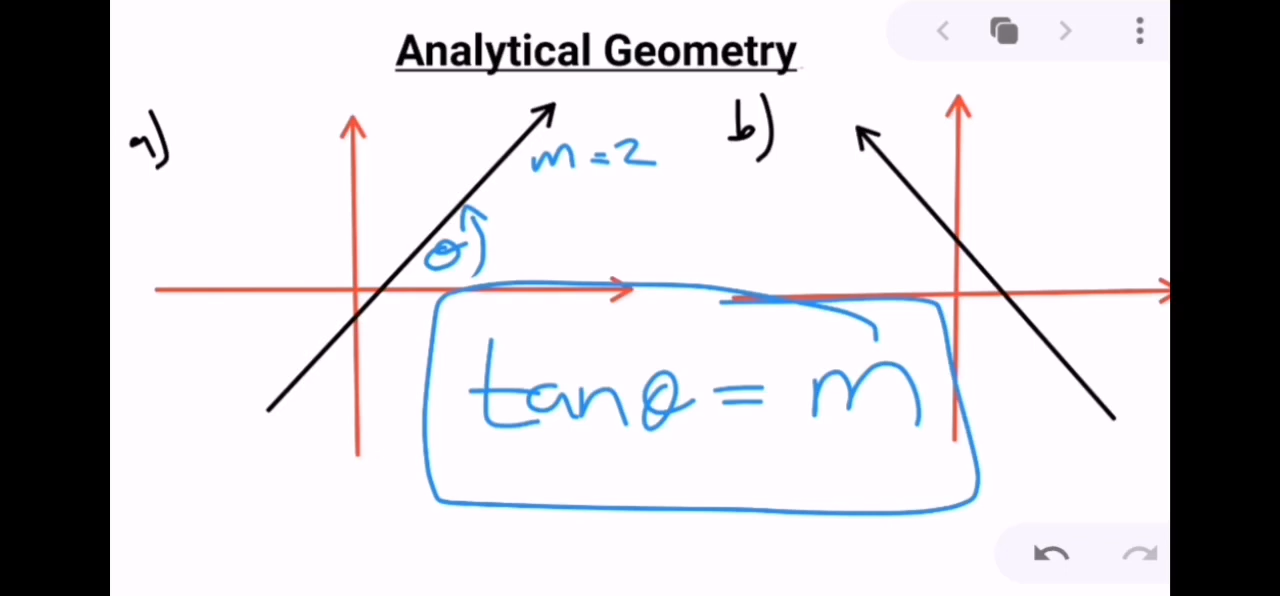 Analytical Geometry
a)
m = 2
b)
θ
tanθ = m